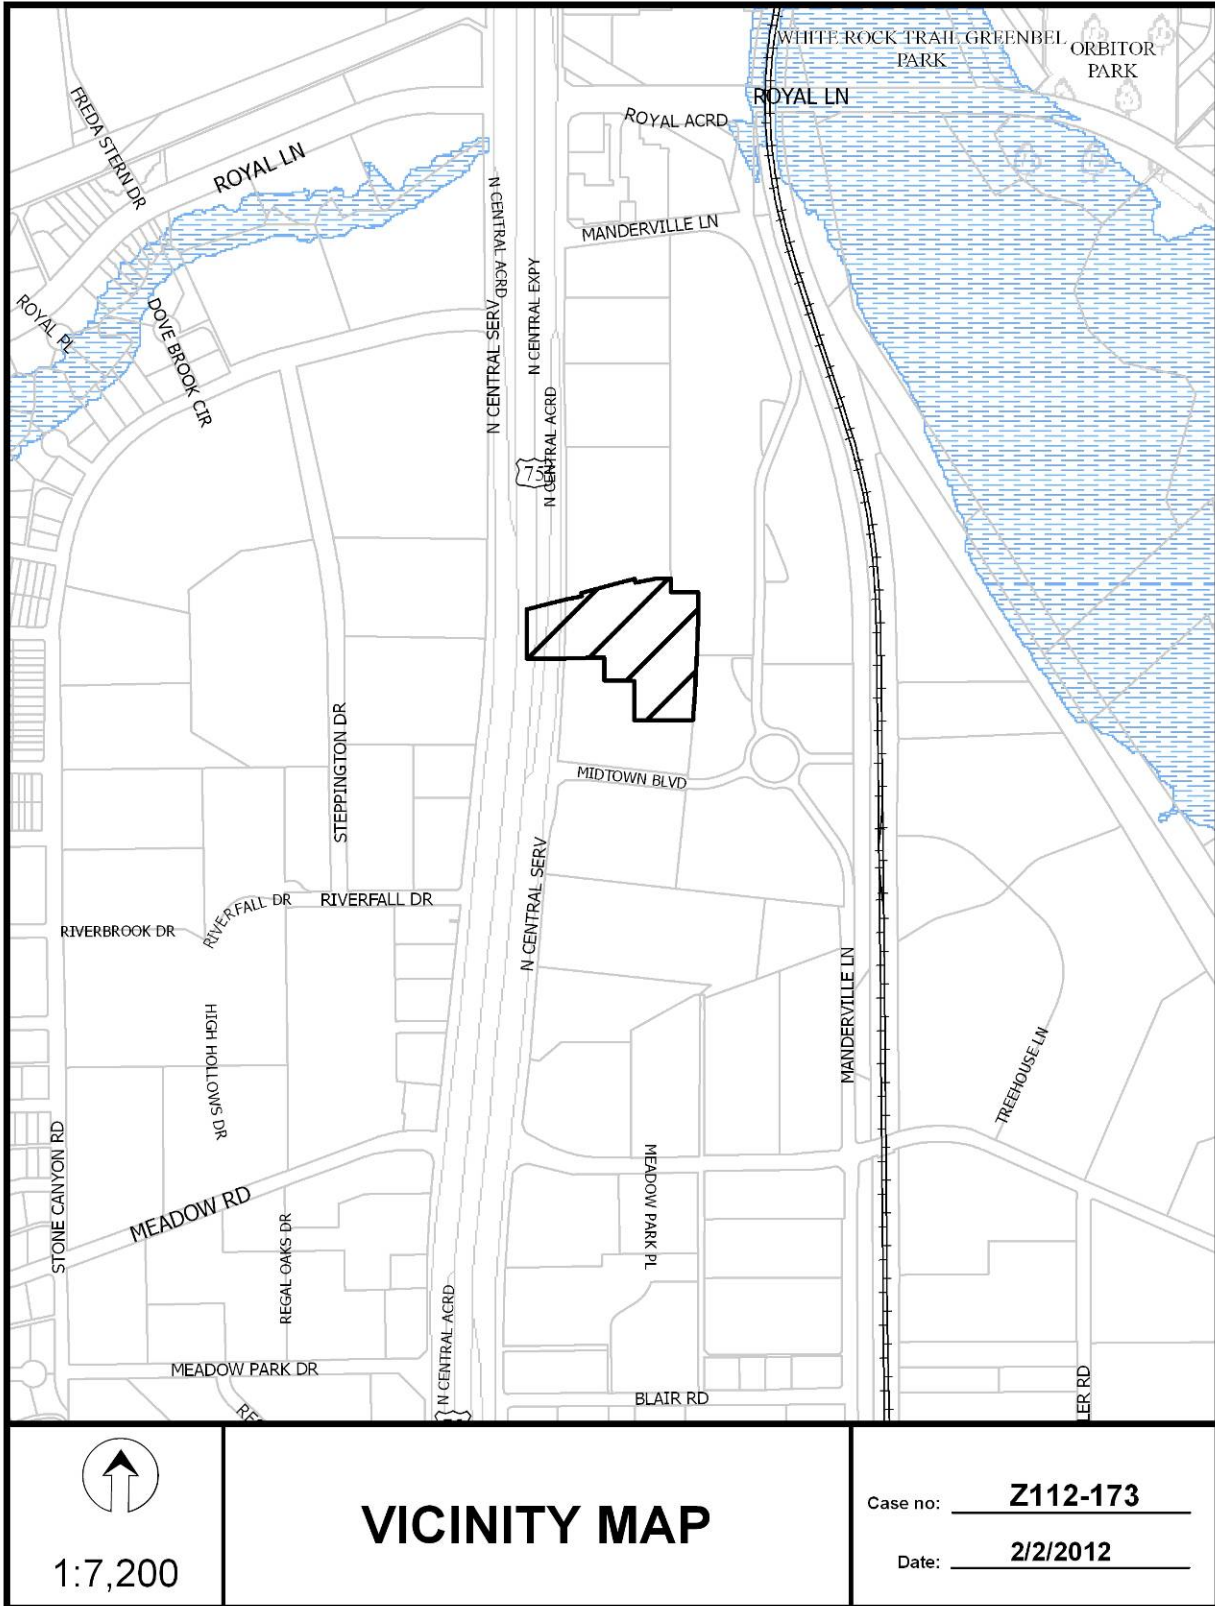 WHITE ROCK TRAIL GREENBEL
PARK
ORBITOR
PARK
FREDA STERN DR
ROYAL LN
ROYAL LN
ROYAL ACRD
MANDERVILLE LN
N CENTRAL ACRD
N CENTRAL SERV
N CENTRAL EXPY
N CENTRAL ACRD
ROYAL PL
DOVE BROOK CIR
75
STEPPINGTON DR
MIDTOWN BLVD
N CENTRAL SERV
RIVERFALL DR
RIVERFALL DR
RIVERBROOK DR
HIGH HOLLOWS DR
MANDERVILLE LN
TREEHOUSE LN
STONE CANYON RD
MEADOW RD
REGAL OAKS DR
MEADOW PARK PL
N CENTRAL ACRD
MEADOW PARK DR
BLAIR RD
LER RD
1:7,200
VICINITY MAP
Case no: Z112-173
Date: 2/2/2012